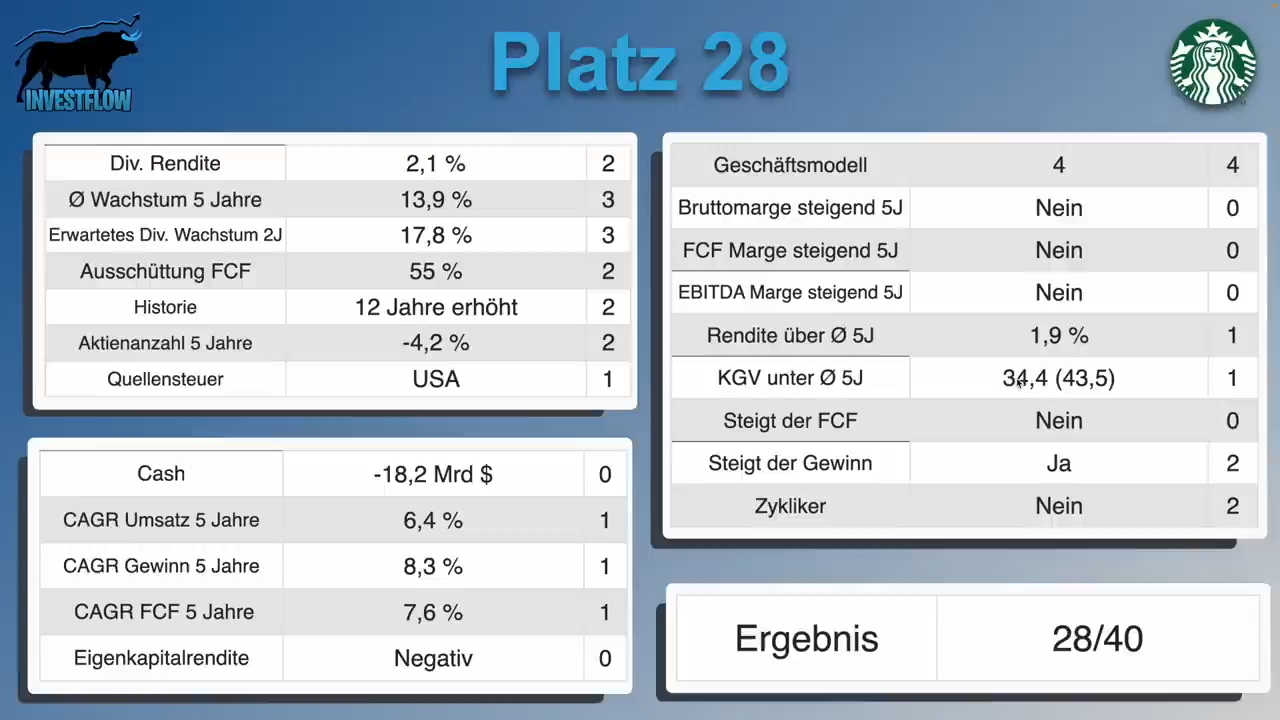 Platz 28
INVESTFLOW
Div. Rendite 2,1 % 2
Ø Wachstum 5 Jahre 13,9 % 3
Erwartetes Div. Wachstum 2J 17,8 % 3
Ausschüttung FCF 55 % 2
Historie 12 Jahre erhöht 2
Aktienanzahl 5 Jahre -4,2 % 2
Quellensteuer USA 1
Cash -18,2 Mrd $ 0
CAGR Umsatz 5 Jahre 6,4 % 1
CAGR Gewinn 5 Jahre 8,3 % 1
CAGR FCF 5 Jahre 7,6 % 1
Eigenkapitalrendite Negativ 0
Geschäftsmodell 4 4
Bruttomarge steigend 5J Nein 0
FCF Marge steigend 5J Nein 0
EBITDA Marge steigend 5J Nein 0
Rendite über Ø 5J 1,9 % 1
KGV unter Ø 5J 34,4 (43,5) 1
Steigt der FCF Nein 0
Steigt der Gewinn Ja 2
Zykliker Nein 2
Ergebnis 28/40